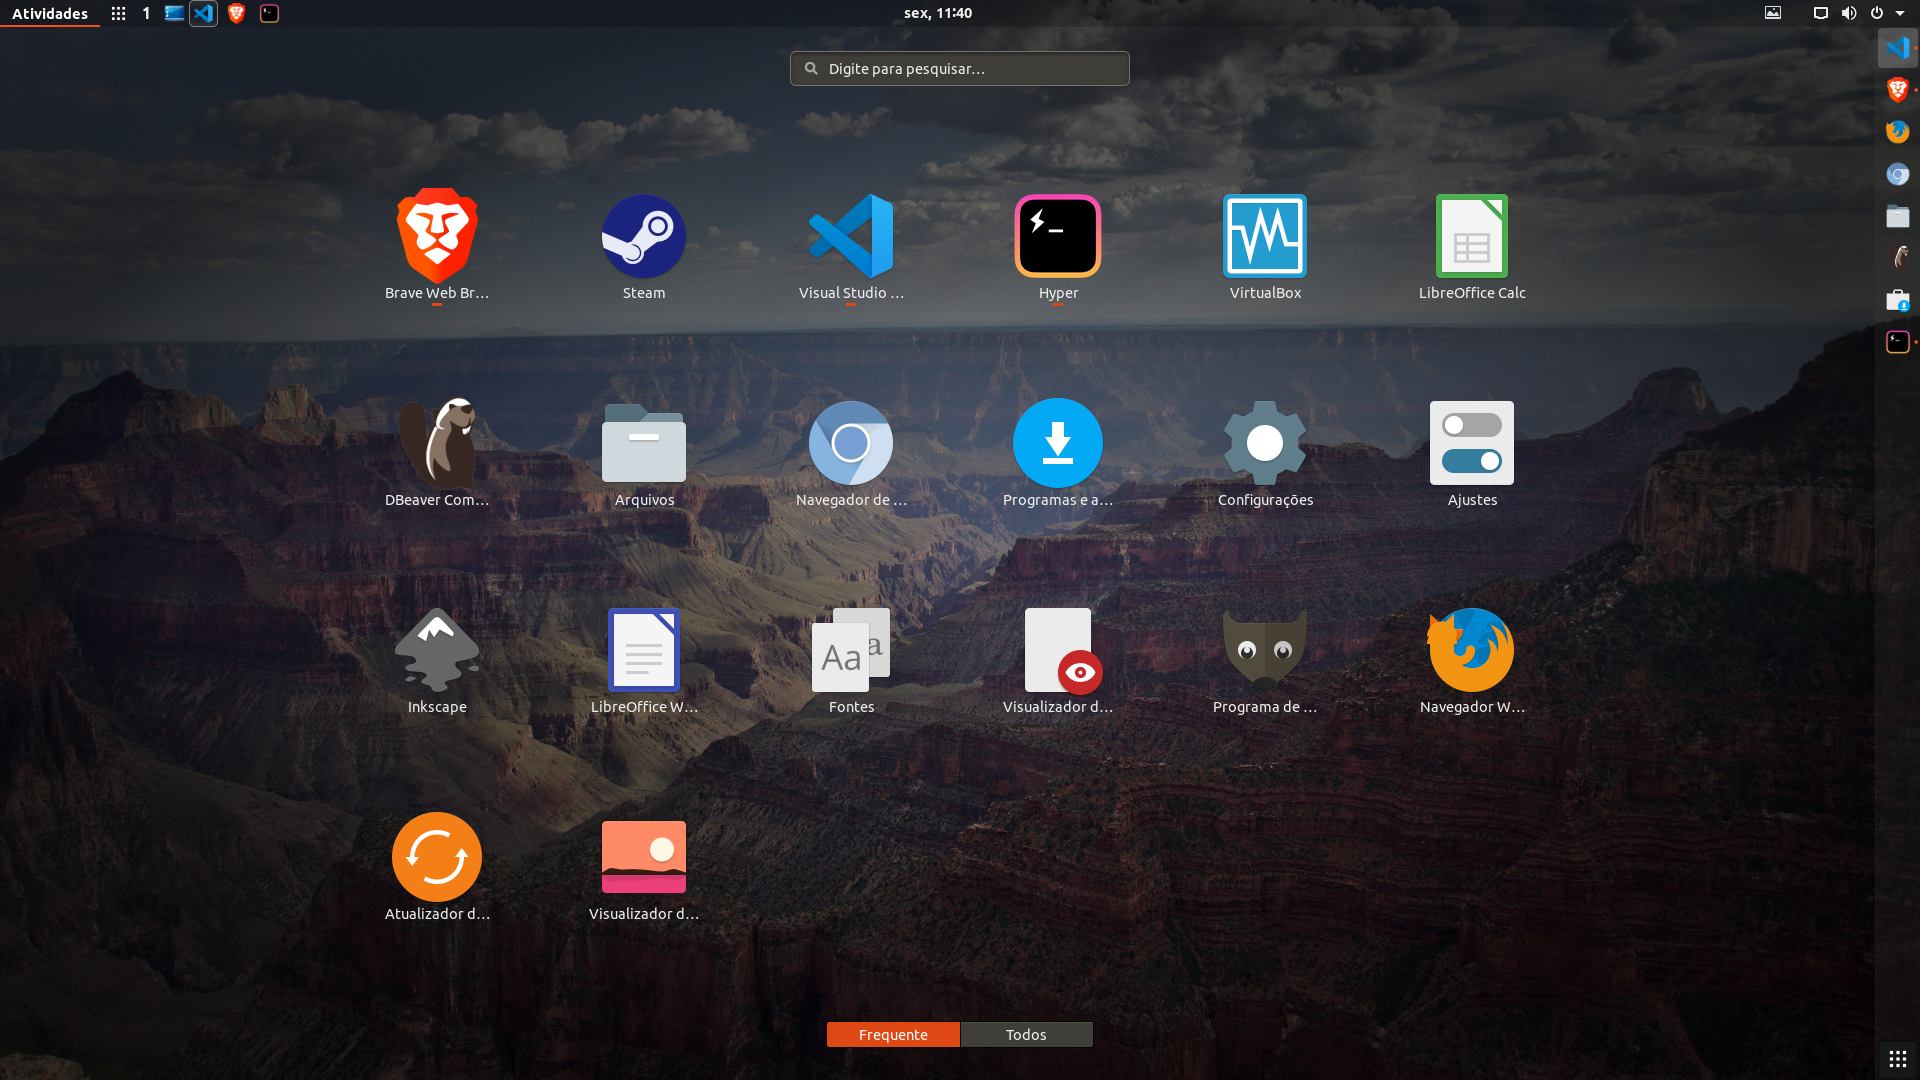 Atividades
1
sex, 11:40
Digite para pesquisar...
Brave Web Br...
Steam
Visual Studio ...
Hyper
VirtualBox
LibreOffice Calc
DBeaver Com...
Arquivos
Navegador de ...
Programas e a...
Configurações
Ajustes
Aa
a
Inkscape
LibreOffice W...
Fontes
Visualizador d...
Programa de ...
Navegador W...
Atualizador d...
Visualizador d...
Frequente
Todos